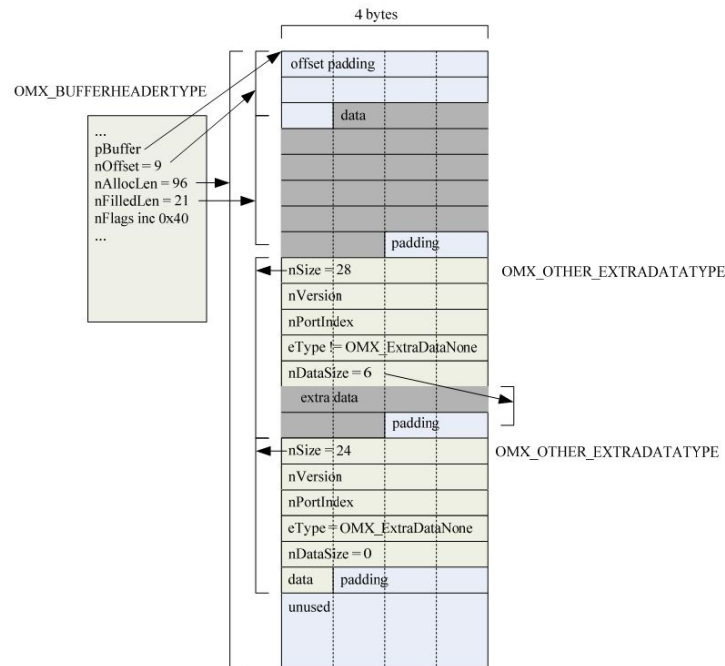 4 bytes
offset padding
OMX_BUFFERHEADERTYPE
data
...
pBuffer
nOffset = 9
nAllocLen = 96
nFilledLen = 21
nFlags inc 0x40
...
padding
nSize = 28
OMX_OTHER_EXTRADATATYPE
nVersion
nPortIndex
eType != OMX_ExtraDataNone
nDataSize = 6
extra data
padding
nSize = 24
OMX_OTHER_EXTRADATATYPE
nVersion
nPortIndex
eType = OMX_ExtraDataNone
nDataSize = 0
data padding
unused